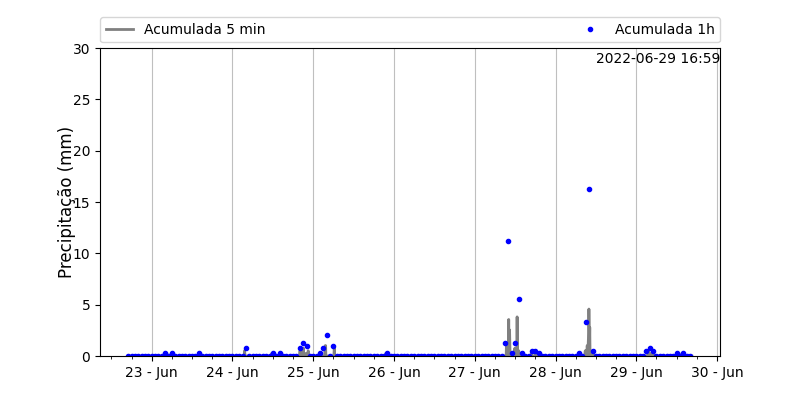 Acumulada 5 min
Acumulada 1h
2022-06-29 16:59
Precipitação (mm)
30
25
20
15
10
5
0
23 - Jun
24 - Jun
25 - Jun
26 - Jun
27 - Jun
28 - Jun
29 - Jun
30 - Jun